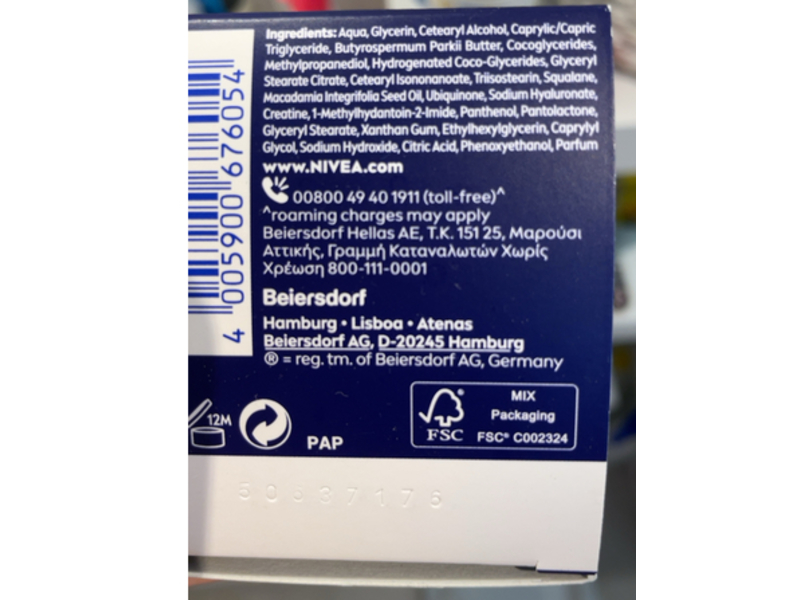 Ingredients: Aqua, Glycerin, Cetearyl Alcohol, Caprylic/Capric
Triglyceride, Butyrospermum Parkii Butter, Cocoglycerides,
Methylpropanediol, Hydrogenated Coco-Glycerides, Glyceryl
Stearate Citrate, Cetearyl Isononanoate, Triisostearin, Squalane,
Macadamia Integrifolia Seed Oil, Ubiquinone, Sodium Hyaluronate,
Creatine, 1-Methylhydantoin-2-Imide, Panthenol, Pantolactone,
Glyceryl Stearate, Xanthan Gum, Ethylhexylglycerin, Caprylyl
Glycol, Sodium Hydroxide, Citric Acid, Phenoxyethanol, Parfum
www.NIVEA.com
00800 49 40 1911 (toll-free)^
^roaming charges may apply
Beiersdorf Hellas AE, Τ.Κ. 151 25, Μαρούσι
Αττικής, Γραμμή Καταναλωτών Χωρίς
Χρέωση 800-111-0001
Beiersdorf
Hamburg • Lisboa • Atenas
Beiersdorf AG, D-20245 Hamburg
® = reg. tm. of Beiersdorf AG, Germany
4 005900 676054
12M
PAP
FSC
MIX
Packaging
FSC® C002324